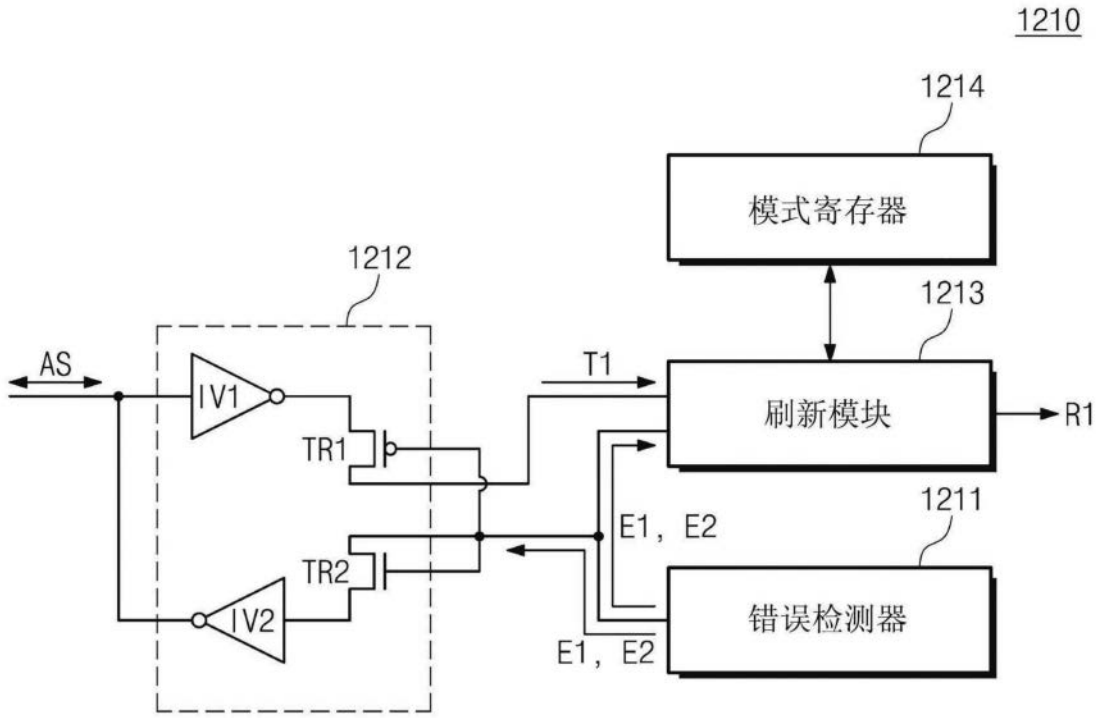 1210
1214
模式寄存器
1212
1213
AS
IV1
T1
刷新模块
R1
TR1
1211
E1, E2
TR2
IV2
错误检测器
E1, E2